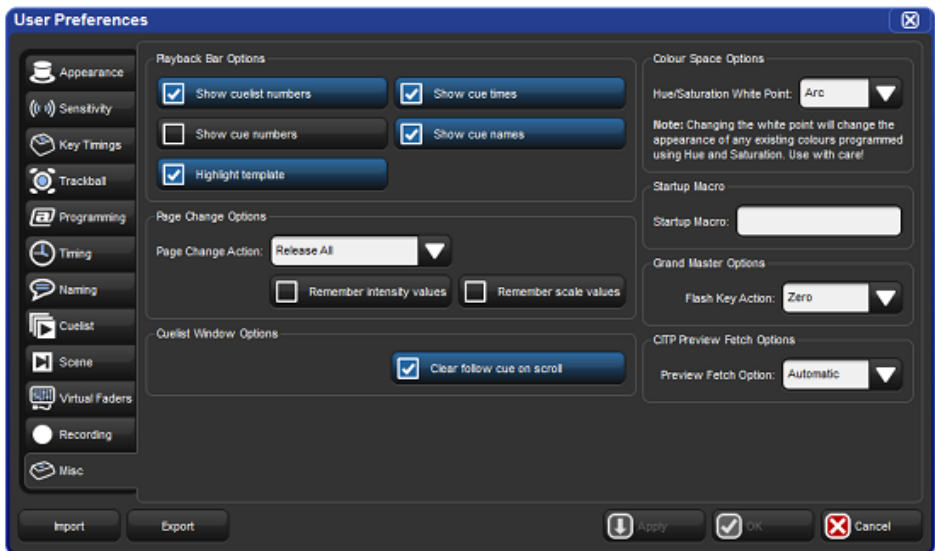 User Preferences
Appearance
Sensitivity
Key Timings
Trackball
Programming
Timing
Naming
Cuelist
Scene
Virtual Faders
Recording
Misc
Playback Bar Options
Show cuelist numbers
Show cue times
Show cue numbers
Show cue names
Highlight template
Page Change Options
Page Change Action: Release All
Remember intensity values
Remember scale values
Cuelist Window Options
Clear follow cue on scroll
Colour Space Options
Hue/Saturation White Point: Arc
Note: Changing the white point will change the
appearance of any existing colours programmed
using Hue and Saturation. Use with care!
Startup Macro
Startup Macro:
Grand Master Options
Flash Key Action: Zero
CITP Preview Fetch Options
Preview Fetch Option: Automatic
Import
Export
Apply
OK
Cancel